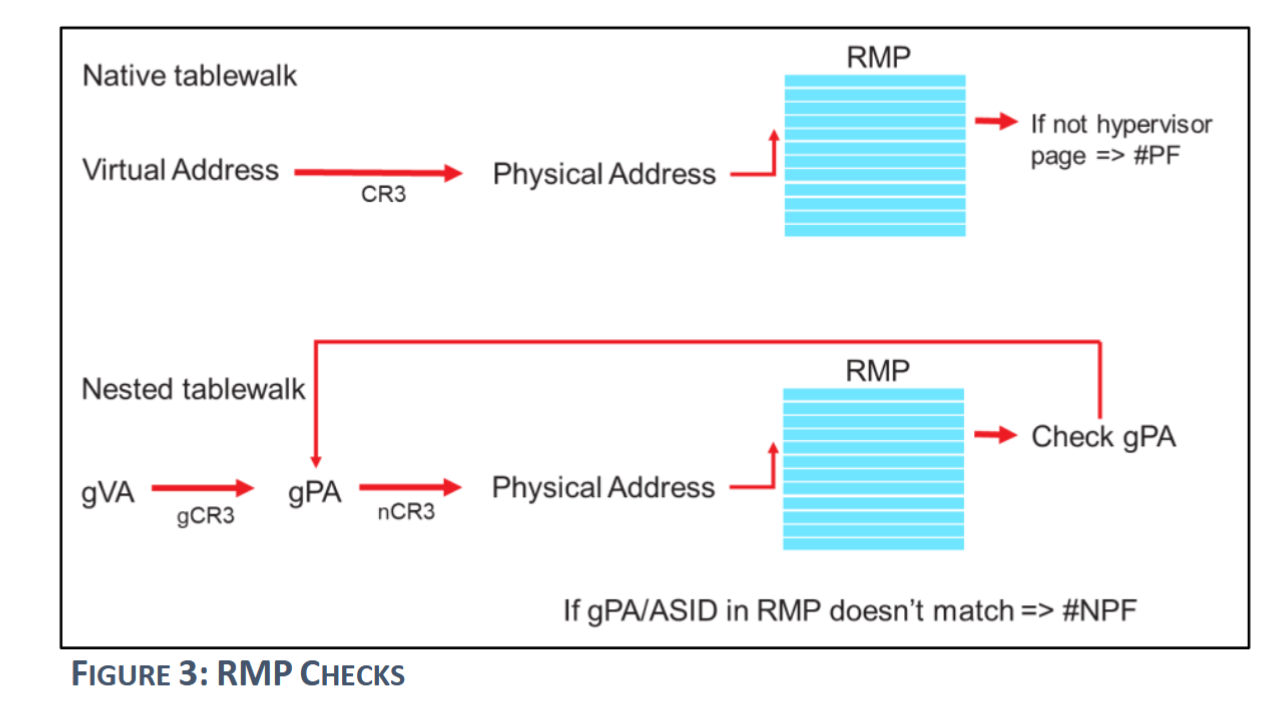 Native tablewalk
RMP
Virtual Address
CR3
Physical Address
If not hypervisor
page => #PF
Nested tablewalk
RMP
gVA
gCR3
gPA
nCR3
Physical Address
Check gPA
If gPA/ASID in RMP doesn’t match => #NPF
FIGURE 3: RMP CHECKS